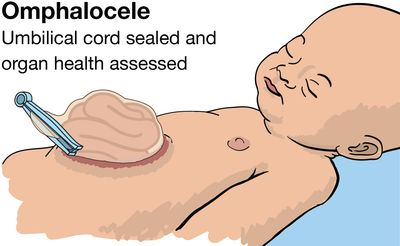 Omphalocele
Umbilical cord sealed and
organ health assessed